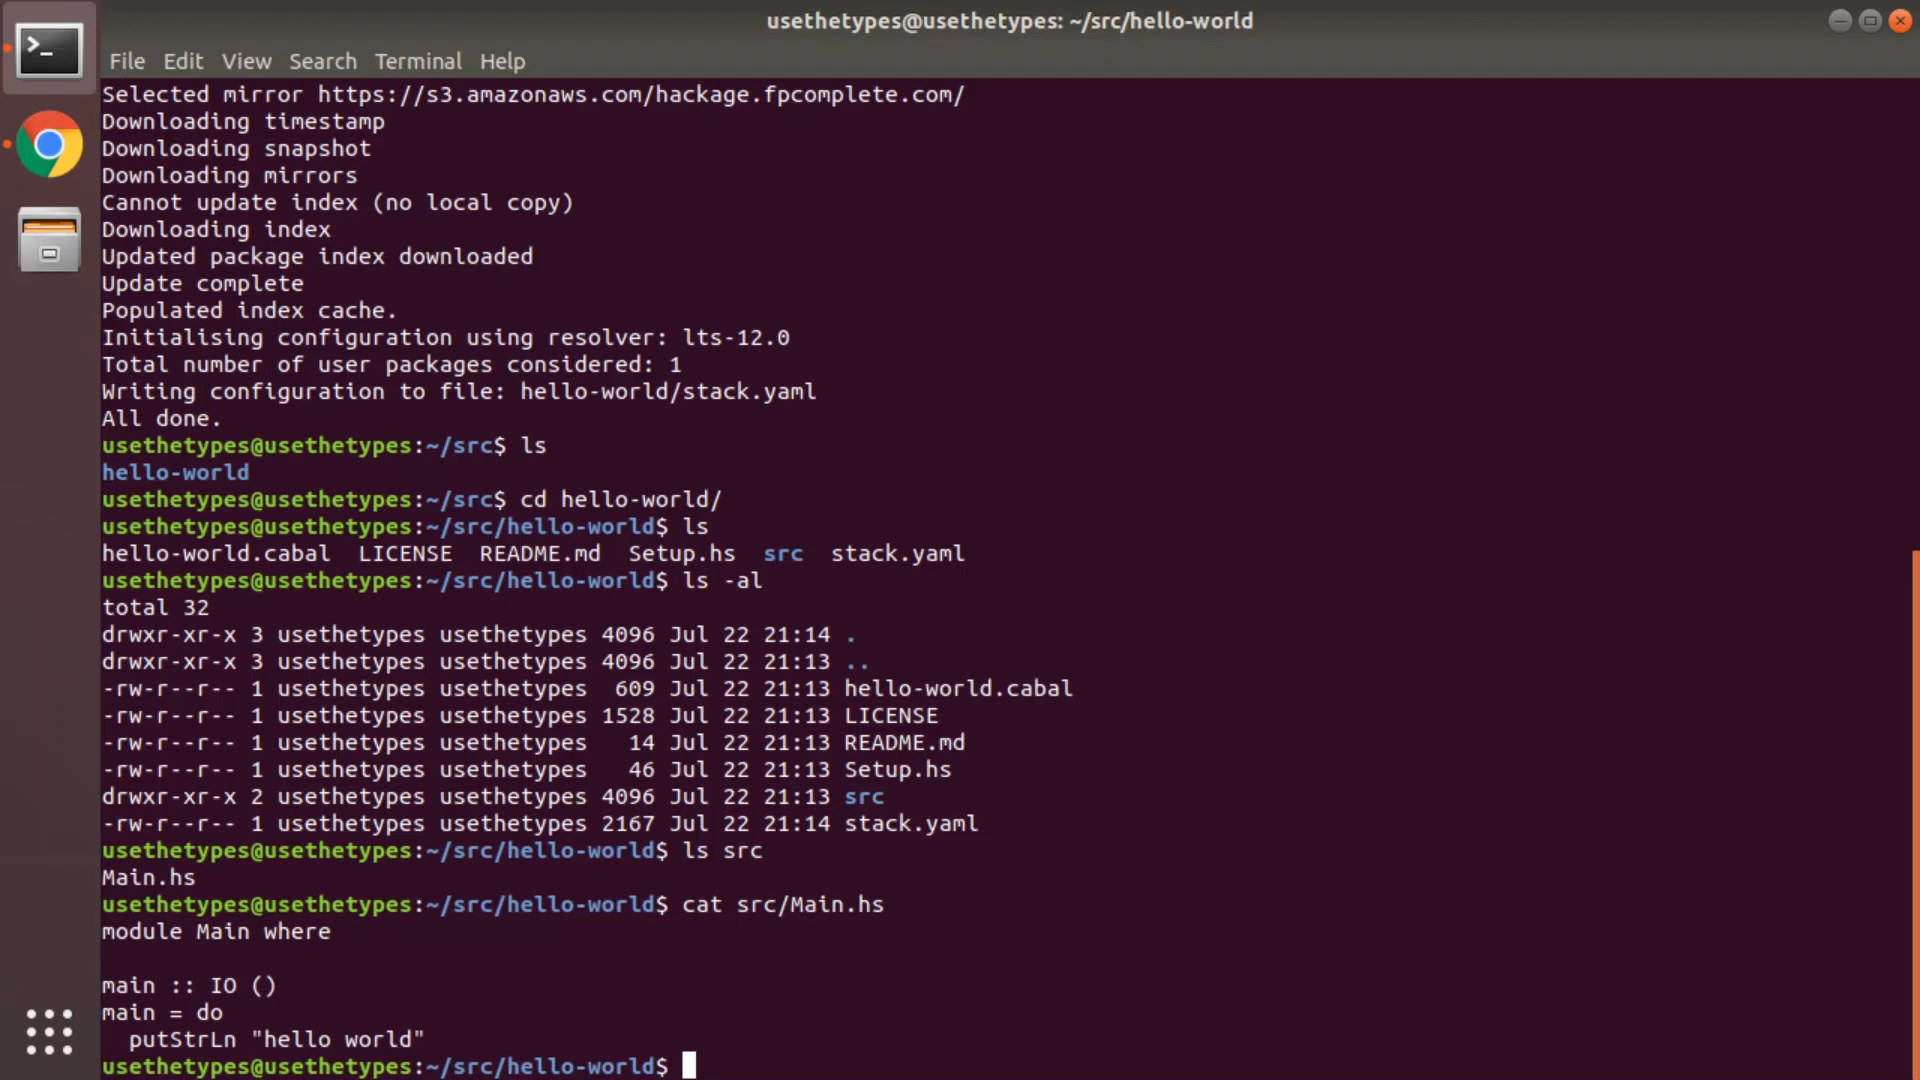 usethetypes@usethetypes: ~/src/hello-world
File Edit View Search Terminal Help
Selected mirror https://s3.amazonaws.com/hackage.fpcomplete.com/
Downloading timestamp
Downloading snapshot
Downloading mirrors
Cannot update index (no local copy)
Downloading index
Updated package index downloaded
Update complete
Populated index cache.
Initialising configuration using resolver: lts-12.0
Total number of user packages considered: 1
Writing configuration to file: hello-world/stack.yaml
All done.
usethetypes@usethetypes:~/src$ ls
hello-world
usethetypes@usethetypes:~/src$ cd hello-world/
usethetypes@usethetypes:~/src/hello-world$ ls
hello-world.cabal  LICENSE  README.md  Setup.hs  src  stack.yaml
usethetypes@usethetypes:~/src/hello-world$ ls -al
total 32
drwxr-xr-x 3 usethetypes usethetypes 4096 Jul 22 21:14 .
drwxr-xr-x 3 usethetypes usethetypes 4096 Jul 22 21:13 ..
-rw-r--r-- 1 usethetypes usethetypes  609 Jul 22 21:13 hello-world.cabal
-rw-r--r-- 1 usethetypes usethetypes 1528 Jul 22 21:13 LICENSE
-rw-r--r-- 1 usethetypes usethetypes   14 Jul 22 21:13 README.md
-rw-r--r-- 1 usethetypes usethetypes   46 Jul 22 21:13 Setup.hs
drwxr-xr-x 2 usethetypes usethetypes 4096 Jul 22 21:13 src
-rw-r--r-- 1 usethetypes usethetypes 2167 Jul 22 21:14 stack.yaml
usethetypes@usethetypes:~/src/hello-world$ ls src
Main.hs
usethetypes@usethetypes:~/src/hello-world$ cat src/Main.hs
module Main where

main :: IO ()
main = do
  putStrLn "hello world"
usethetypes@usethetypes:~/src/hello-world$